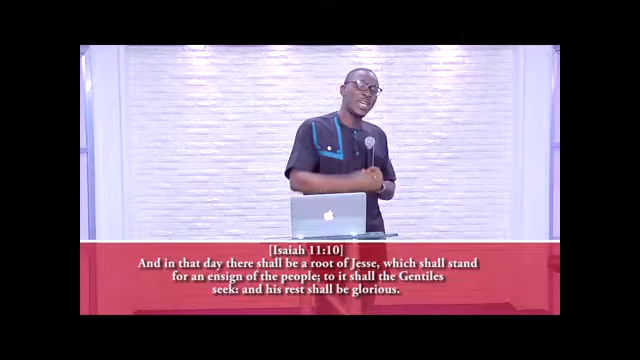 [Isaiah 11:10]
And in that day there shall be a root of Jesse, which shall stand
for an ensign of the people; to it shall the Gentiles
seek: and his rest shall be glorious.